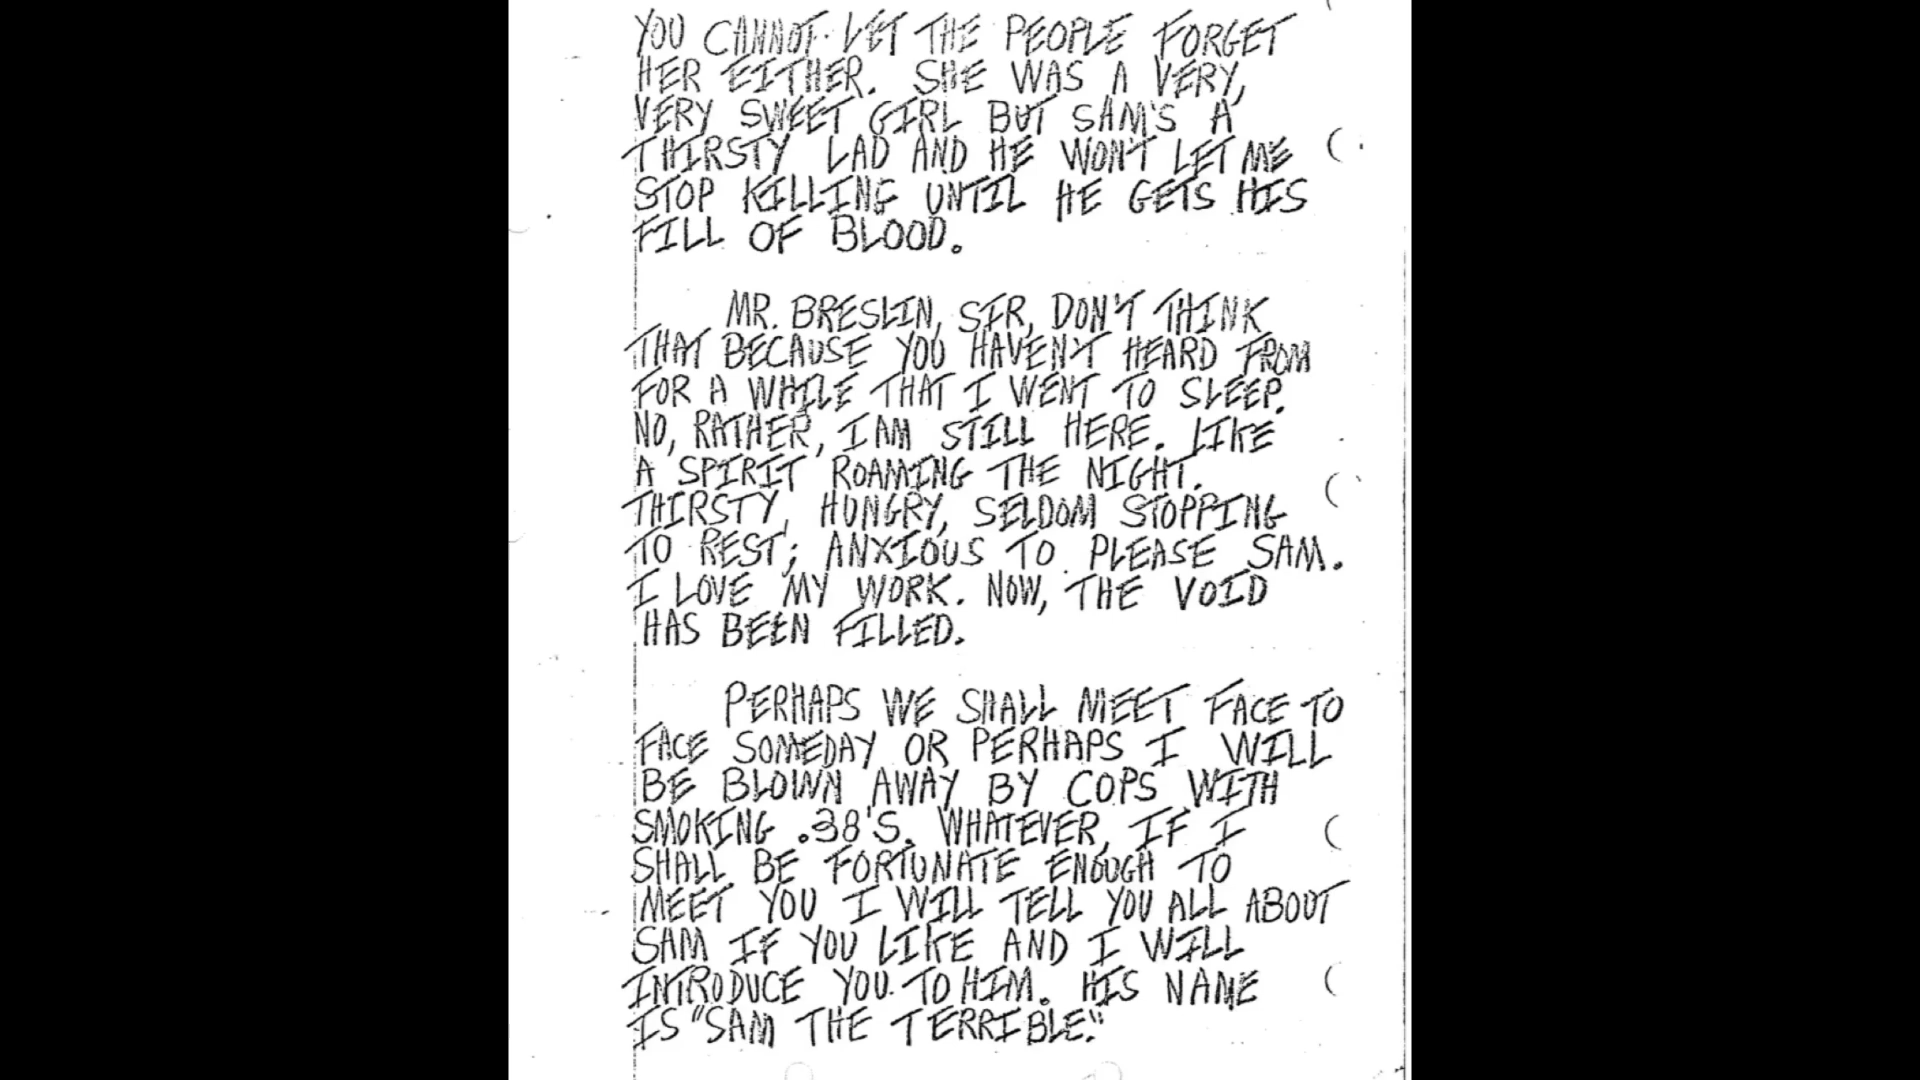 YOU CANNOT LET THE PEOPLE FORGET
HER EITHER. SHE WAS A VERY,
VERY SWEET GIRL BUT SAM'S A
THIRSTY LAD AND HE WON'T LET ME
STOP KILLING UNTIL HE GETS HIS
FILL OF BLOOD.
MR. BRESLIN, SIR, DON'T THINK
THAT BECAUSE YOU HAVEN'T HEARD FROM
FOR A WHILE THAT I WENT TO SLEEP.
NO, RATHER, I AM STILL HERE. LIKE
A SPIRIT ROAMING THE NIGHT.
THIRSTY, HUNGRY, SELDOM STOPPING
TO REST; ANXIOUS TO PLEASE SAM.
I LOVE MY WORK. NOW, THE VOID
HAS BEEN FILLED.
PERHAPS WE SHALL MEET FACE TO
FACE SOMEDAY OR PERHAPS I WILL
BE BLOWN AWAY BY COPS WITH
SMOKING .38'S. WHATEVER, IF I
SHALL BE FORTUNATE ENOUGH TO
MEET YOU I WILL TELL YOU ALL ABOUT
SAM IF YOU LIKE AND I WILL
INTRODUCE YOU TO HIM. HIS NAME
IS "SAM THE TERRIBLE."